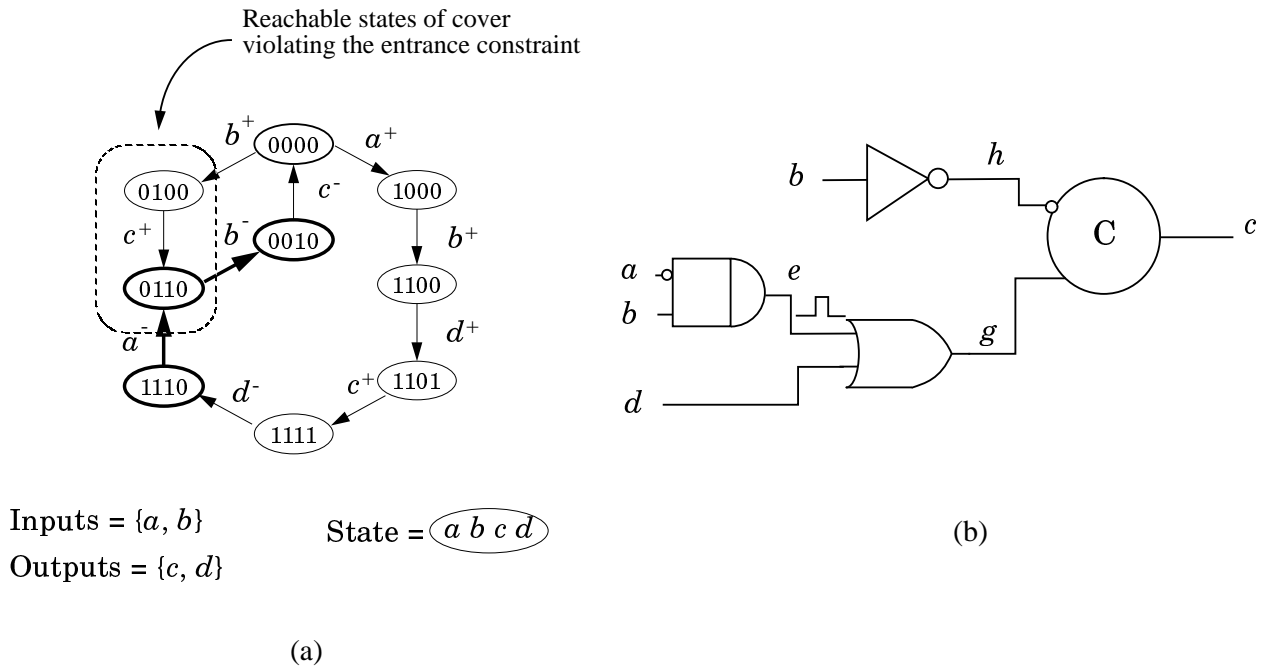 Reachable states of cover
violating the entrance constraint
b+
0000
a+
0100
c-
1000
c+
b-
0010
b+
0110
1100
a-
d+
1110
d-
c+
1101
1111
Inputs = {a, b}
State = a b c d
Outputs = {c, d}
(a)
b
h
C
c
a
e
b
g
d
(b)